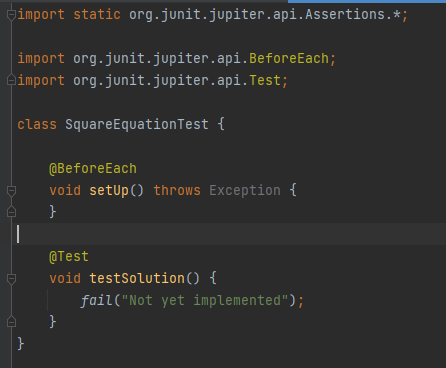 import static org.junit.jupiter.api.Assertions.*;
import org.junit.jupiter.api.BeforeEach;
import org.junit.jupiter.api.Test;
class SquareEquationTest {
@BeforeEach
void setUp() throws Exception {
}
@Test
void testSolution() {
fail("Not yet implemented");
}
}